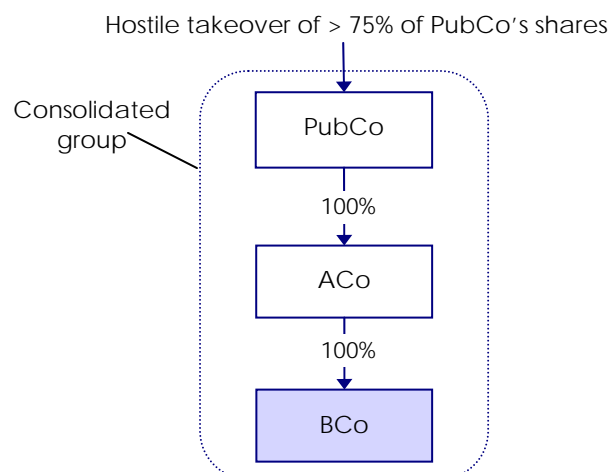 Hostile takeover of > 75% of PubCo’s shares
Consolidated
group
PubCo
100%
ACo
100%
BCo